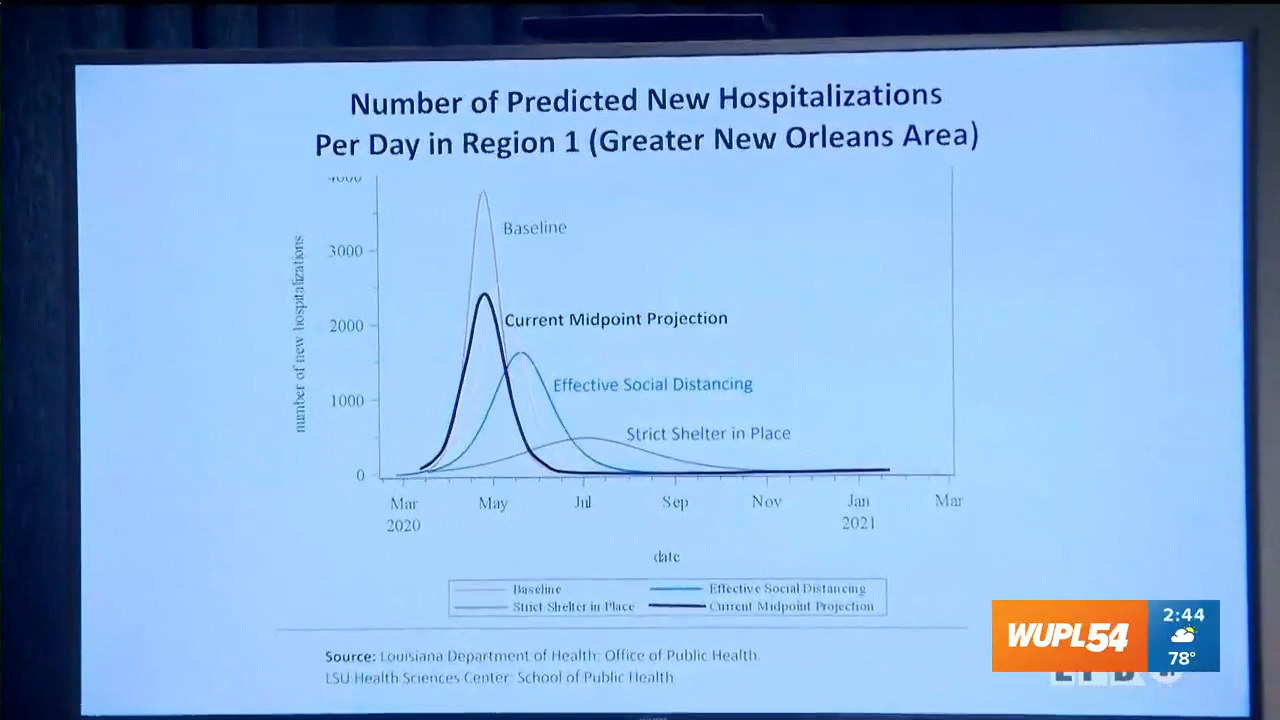 Number of Predicted New Hospitalizations
Per Day in Region 1 (Greater New Orleans Area)
4000
3000
2000
1000
0
number of new hospitalizations
Baseline
Current Midpoint Projection
Effective Social Distancing
Strict Shelter in Place
Mar May Jul Sep Nov Jan Mar
2020 2021
date
Baseline Effective Social Distancing
Strict Shelter in Place Current Midpoint Projection
Source: Louisiana Department of Health: Office of Public Health.
LSU Health Sciences Center: School of Public Health
WUPL54
2:44
78°